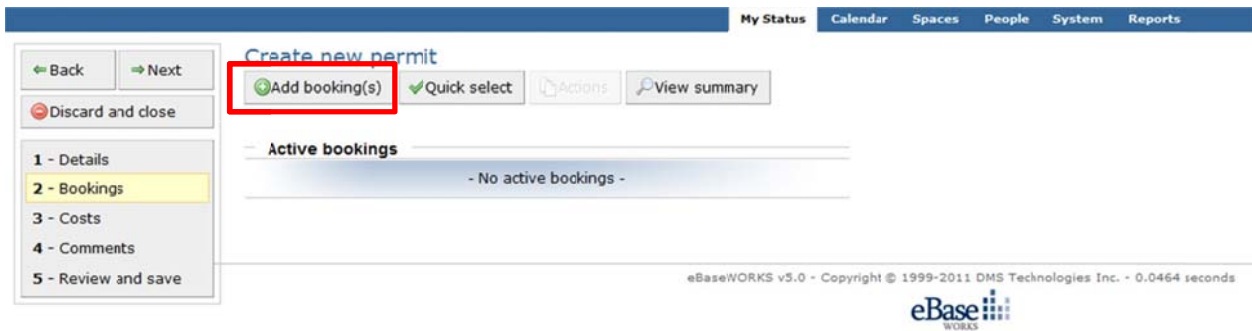 My Status Calendar Spaces People System Reports
Create new permit
Back Next
Add booking(s) Quick select Actions View summary
Discard and close
Active bookings
1 - Details
- No active bookings -
2 - Bookings
3 - Costs
4 - Comments
5 - Review and save
eBaseWORKS v5.0 - Copyright © 1999-2011 DMS Technologies Inc. - 0.0464 seconds
eBase
WORKS